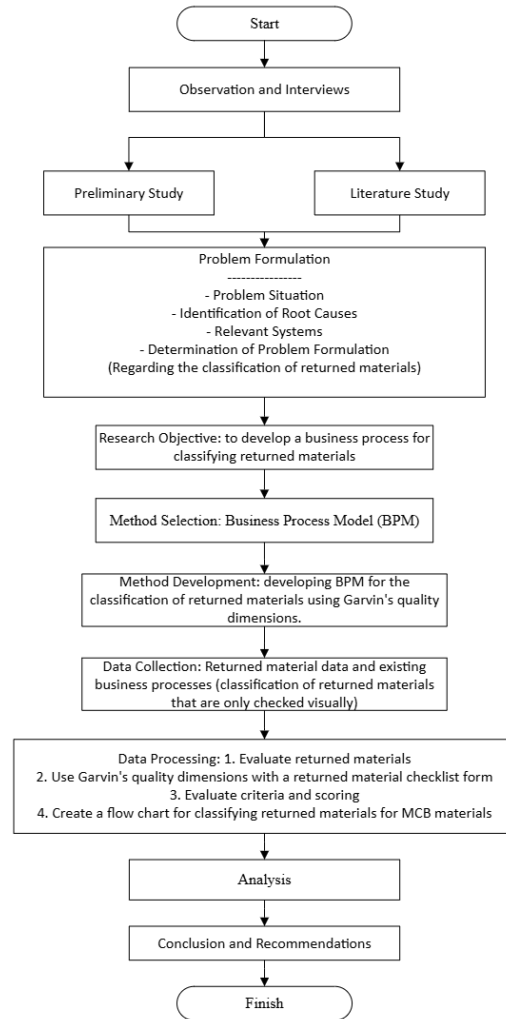 Start
Observation and Interviews
Preliminary Study
Literature Study
Problem Formulation
----------------
- Problem Situation
- Identification of Root Causes
- Relevant Systems
- Determination of Problem Formulation
(Regarding the classification of returned materials)
Research Objective: to develop a business process for
classifying returned materials
Method Selection: Business Process Model (BPM)
Method Development: developing BPM for the
classification of returned materials using Garvin's quality
dimensions.
Data Collection: Returned material data and existing
business processes (classification of returned materials
that are only checked visually)
Data Processing: 1. Evaluate returned materials
2. Use Garvin's quality dimensions with a returned material checklist form
3. Evaluate criteria and scoring
4. Create a flow chart for classifying returned materials for MCB materials
Analysis
Conclusion and Recommendations
Finish